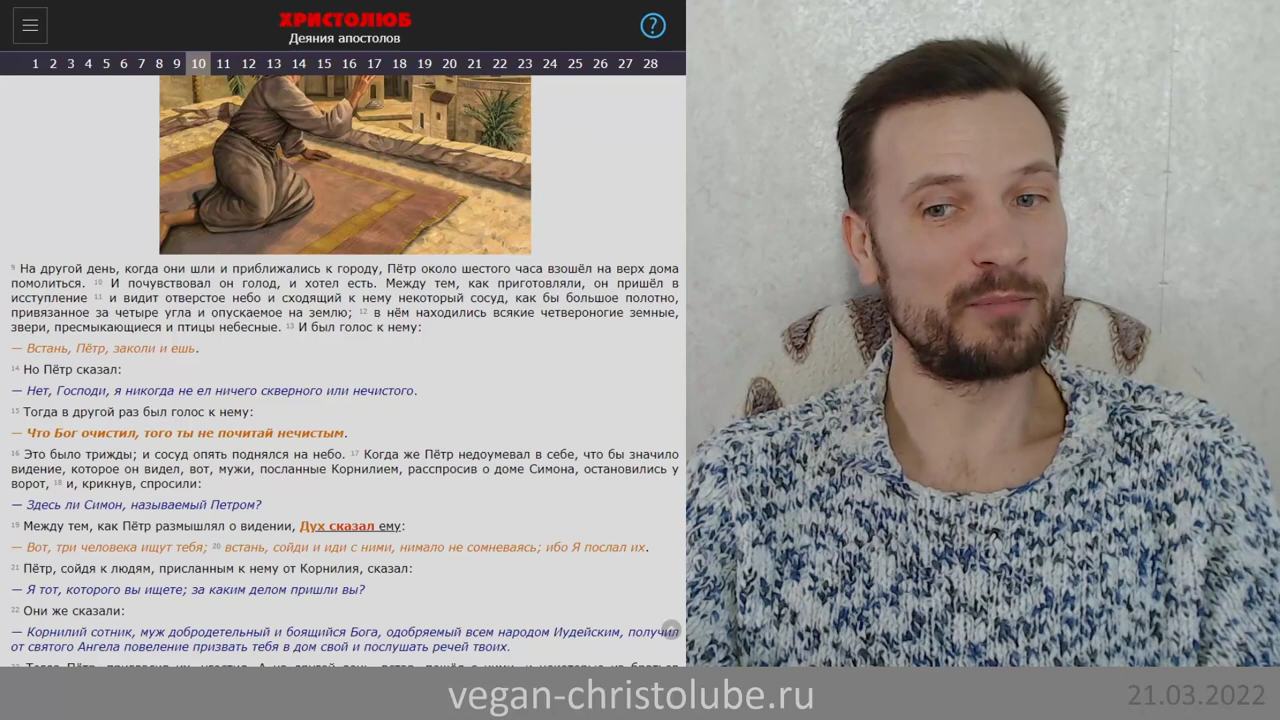 ХРИСТОЛЮБ
Деяния апостолов
?
1 2 3 4 5 6 7 8 9 10 11 12 13 14 15 16 17 18 19 20 21 22 23 24 25 26 27 28
9 На другой день, когда они шли и приближались к городу, Пётр около шестого часа взошёл на верх дома
помолиться. 10 И почувствовал он голод, и хотел есть. Между тем, как приготовляли, он пришёл в
исступление 11 и видит отверстое небо и сходящий к нему некоторый сосуд, как бы большое полотно,
привязанное за четыре угла и опускаемое на землю; 12 в нём находились всякие четвероногие земные,
звери, пресмыкающиеся и птицы небесные. 13 И был голос к нему:
— Встань, Пётр, заколи и ешь.
14 Но Пётр сказал:
— Нет, Господи, я никогда не ел ничего скверного или нечистого.
15 Тогда в другой раз был голос к нему:
— Что Бог очистил, того ты не почитай нечистым.
16 Это было трижды; и сосуд опять поднялся на небо. 17 Когда же Пётр недоумевал в себе, что бы значило
видение, которое он видел, вот, мужи, посланные Корнилием, расспросив о доме Симона, остановились у
ворот, 18 и, крикнув, спросили:
— Здесь ли Симон, называемый Петром?
19 Между тем, как Пётр размышлял о видении, Дух сказал ему:
— Вот, три человека ищут тебя; 20 встань, сойди и иди с ними, нимало не сомневаясь; ибо Я послал их.
21 Пётр, сойдя к людям, присланным к нему от Корнилия, сказал:
— Я тот, которого вы ищете; за каким делом пришли вы?
22 Они же сказали:
— Корнилий сотник, муж добродетельный и боящийся Бога, одобряемый всем народом Иудейским, получил
от святого Ангела повеление призвать тебя в дом свой и послушать речей твоих.
vegan-christolube.ru
21.03.2022